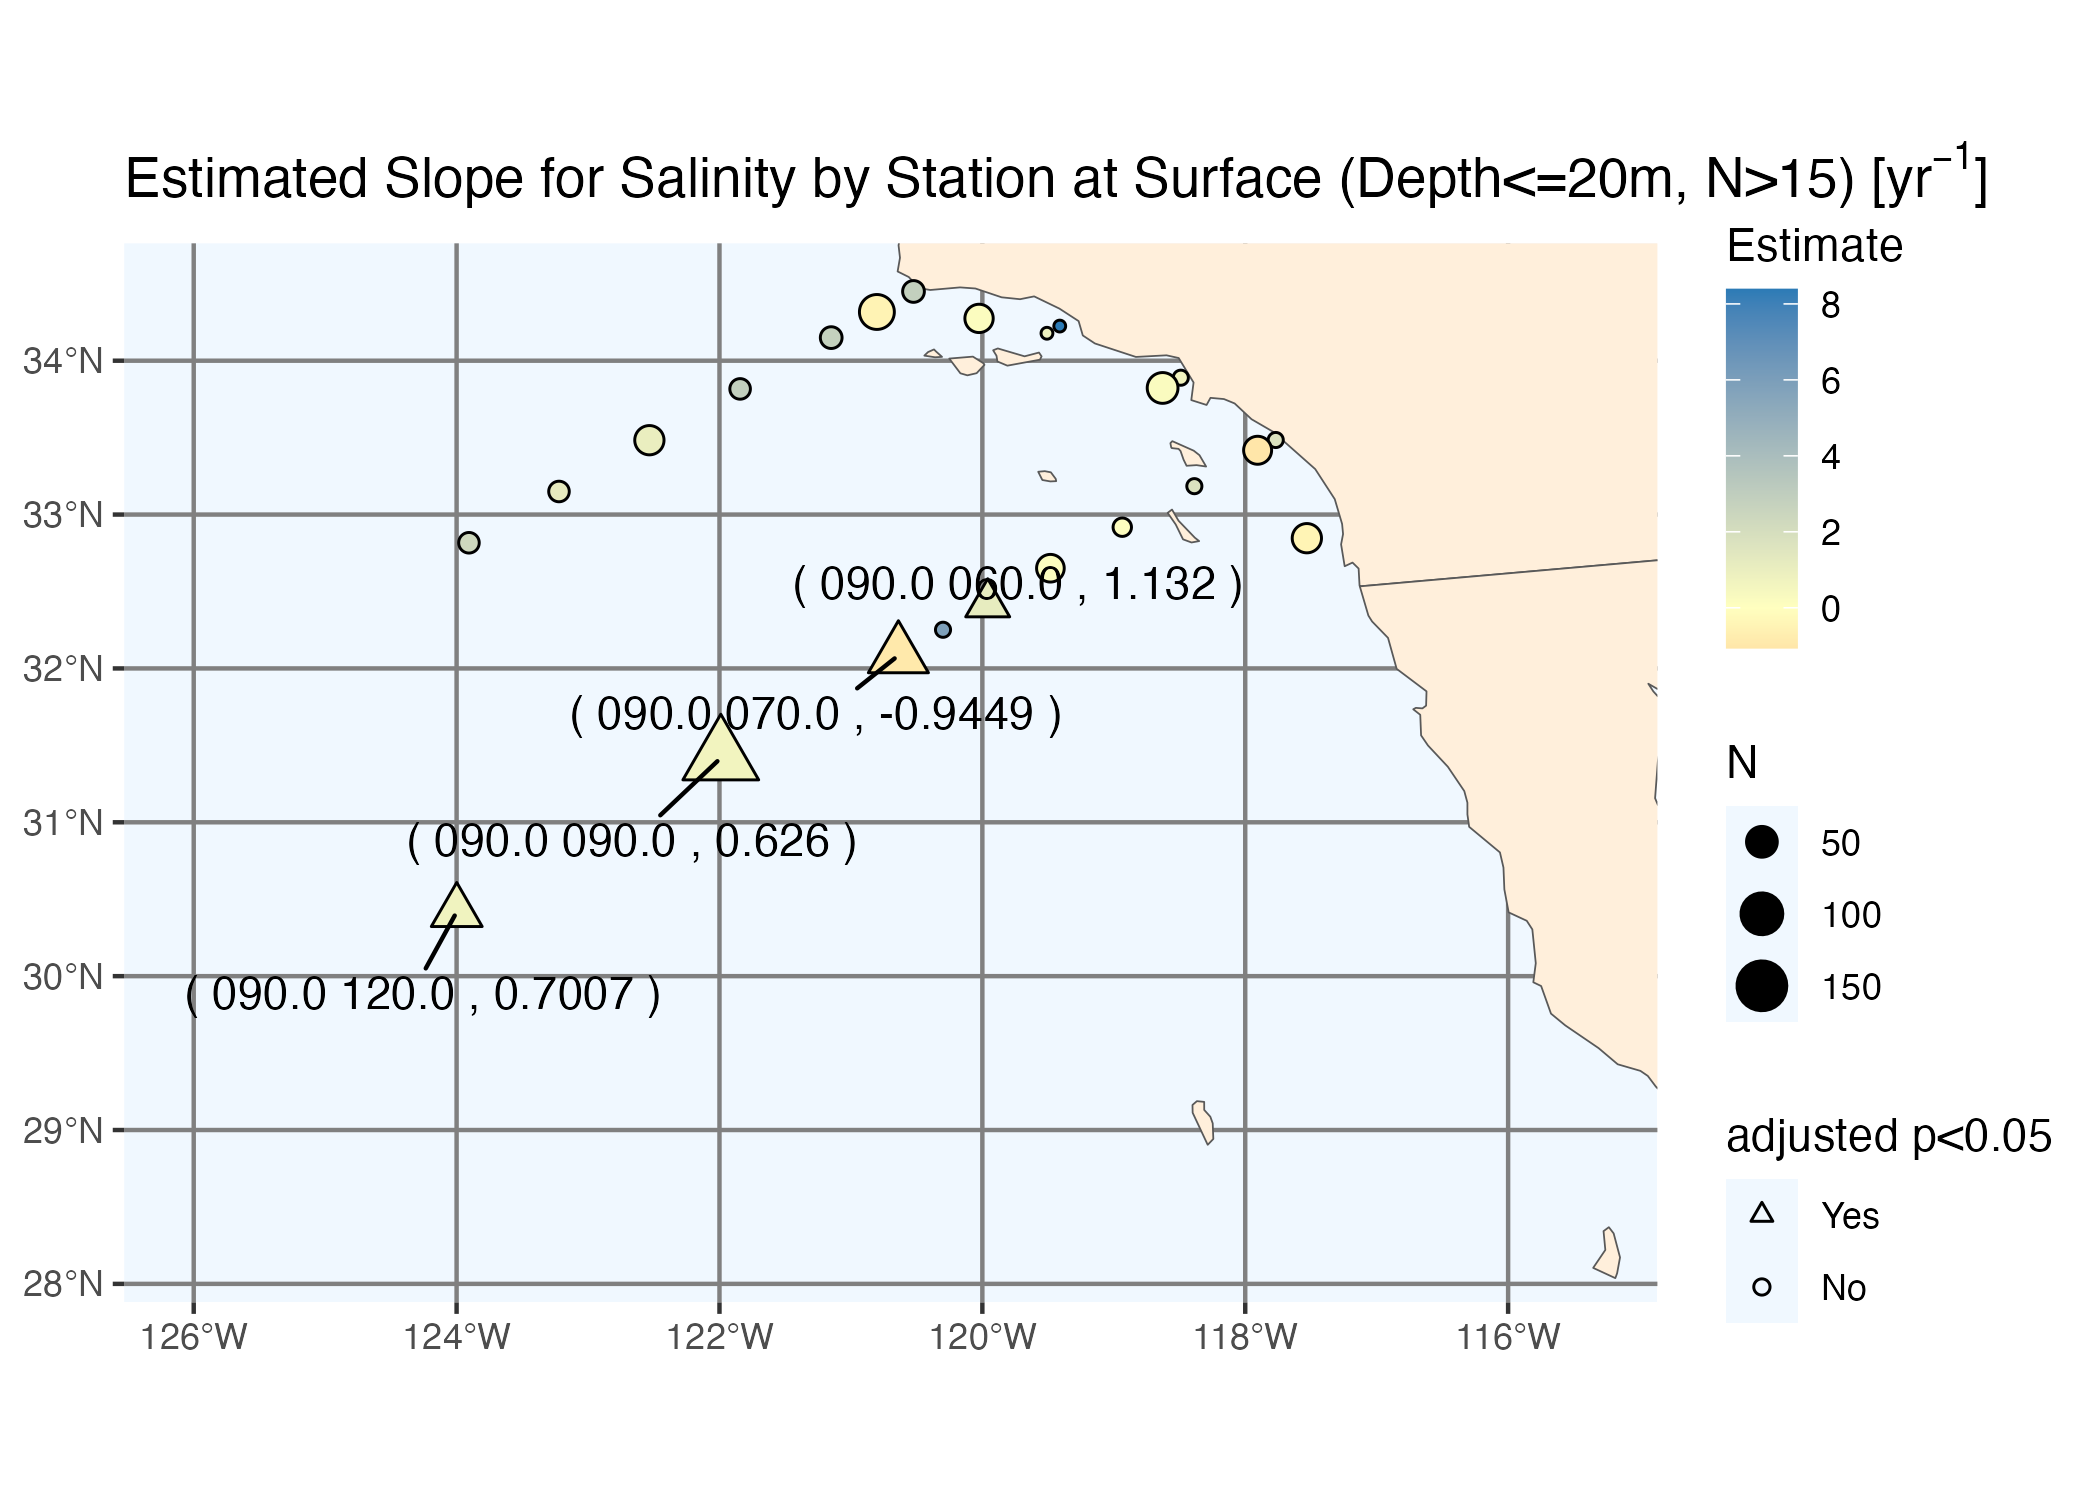 Estimated Slope for Salinity by Station at Surface (Depth<=20m, N>15) [yr⁻¹]
Estimate
8
6
4
2
0
N
50
100
150
adjusted p<0.05
Yes
No
34°N
33°N
32°N
31°N
30°N
29°N
28°N
( 090.0 060.0 , 1.132 )
( 090.0 070.0 , -0.9449 )
( 090.0 090.0 , 0.626 )
( 090.0 120.0 , 0.7007 )
126°W 124°W 122°W 120°W 118°W 116°W